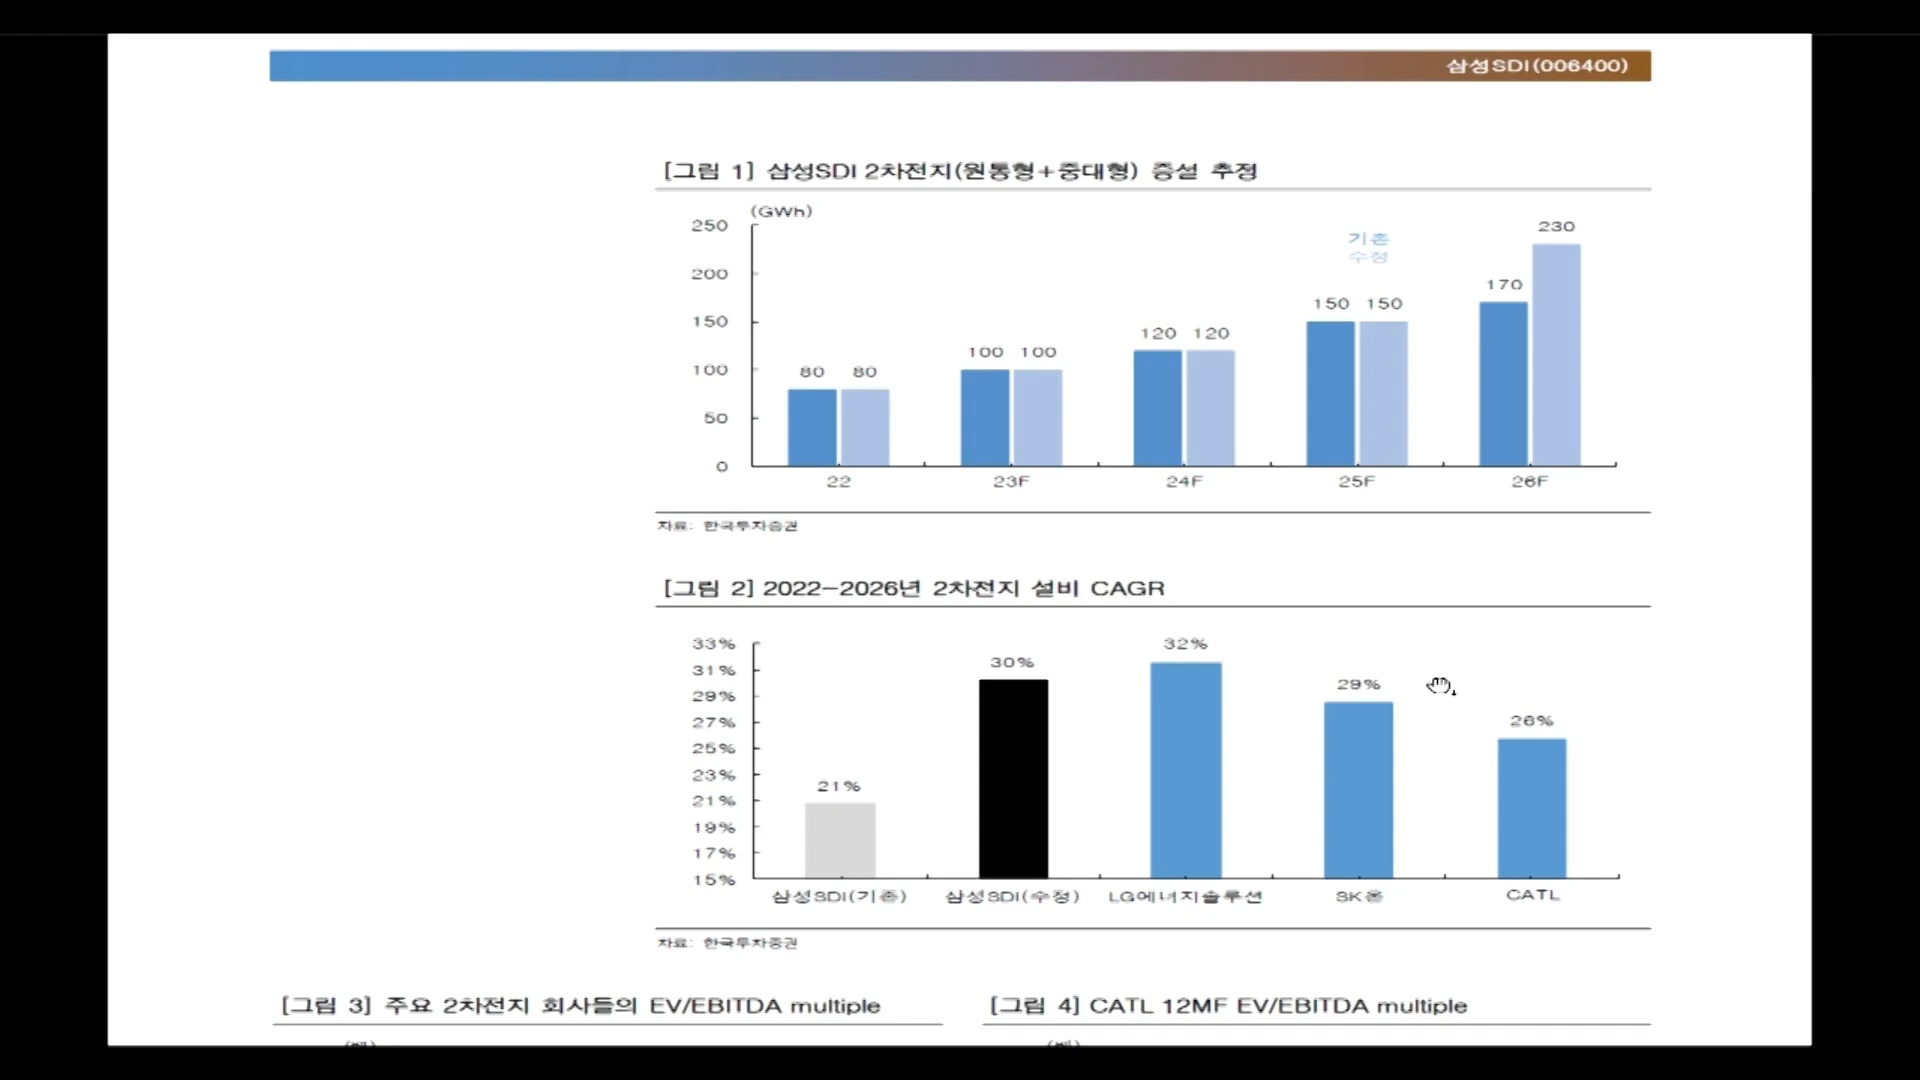 삼성SDI(006400)
[그림 1] 삼성SDI 2차전지(원통형+중대형) 증설 추정
(GWh)
250
200
150
100
50
0
기존
수정
80 80
100 100
120 120
150 150
170
230
22 23F 24F 25F 26F
자료: 한국투자증권
[그림 2] 2022-2026년 2차전지 설비 CAGR
33%
31%
29%
27%
25%
23%
21%
19%
17%
15%
21%
30%
32%
29%
26%
삼성SDI(기존) 삼성SDI(수정) LG에너지솔루션 SK온 CATL
자료: 한국투자증권
[그림 3] 주요 2차전지 회사들의 EV/EBITDA multiple
[그림 4] CATL 12MF EV/EBITDA multiple